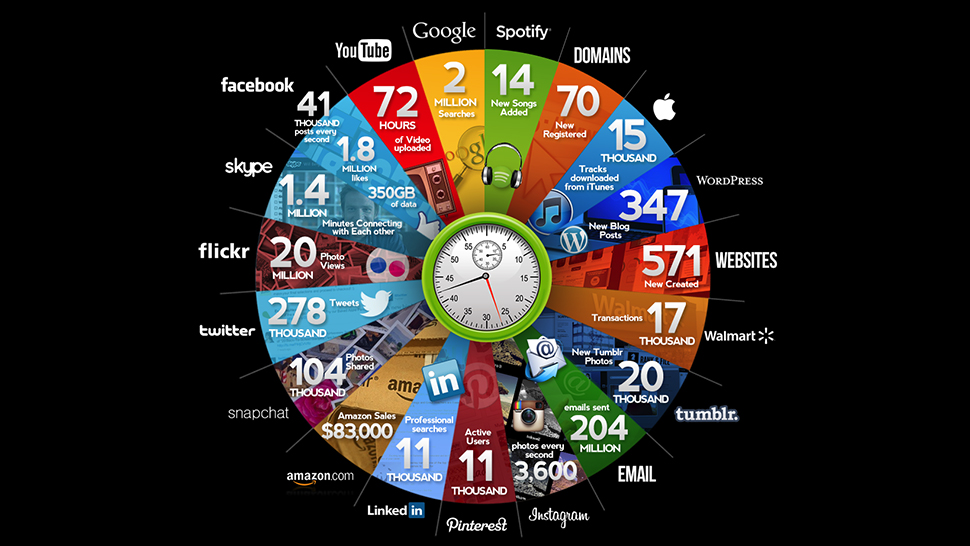 Google
Spotify
DOMAINS
YouTube
facebook
skype
flickr
twitter
snapchat
amazon.com
Linked in
Pinterest
Instagram
EMAIL
tumblr.
Walmart
WEBSITES
WORDPRESS
2
MILLION
Searches
14
New Songs
Added
70
New
Registered
15
THOUSAND
Tracks
downloaded
from iTunes
347
New Blog
Posts
571
New Created
Transactions
17
THOUSAND
New Tumblr
Photos
20
THOUSAND
emails sent
204
MILLION
photos every
second
3,600
Active
Users
11
THOUSAND
Professional
searches
11
THOUSAND
Amazon Sales
$83,000
104
THOUSAND
Photos
Shared
278
THOUSAND
Tweets
20
MILLION
Photo
Views
1.4
MILLION
Minutes Connecting
with Each other
41
THOUSAND
posts every
second
1.8
MILLION
likes
350GB
of data
72
HOURS
of Video
uploaded
in
ama
Walmart
55
5
50
10
45
15
40
20
35
25
30